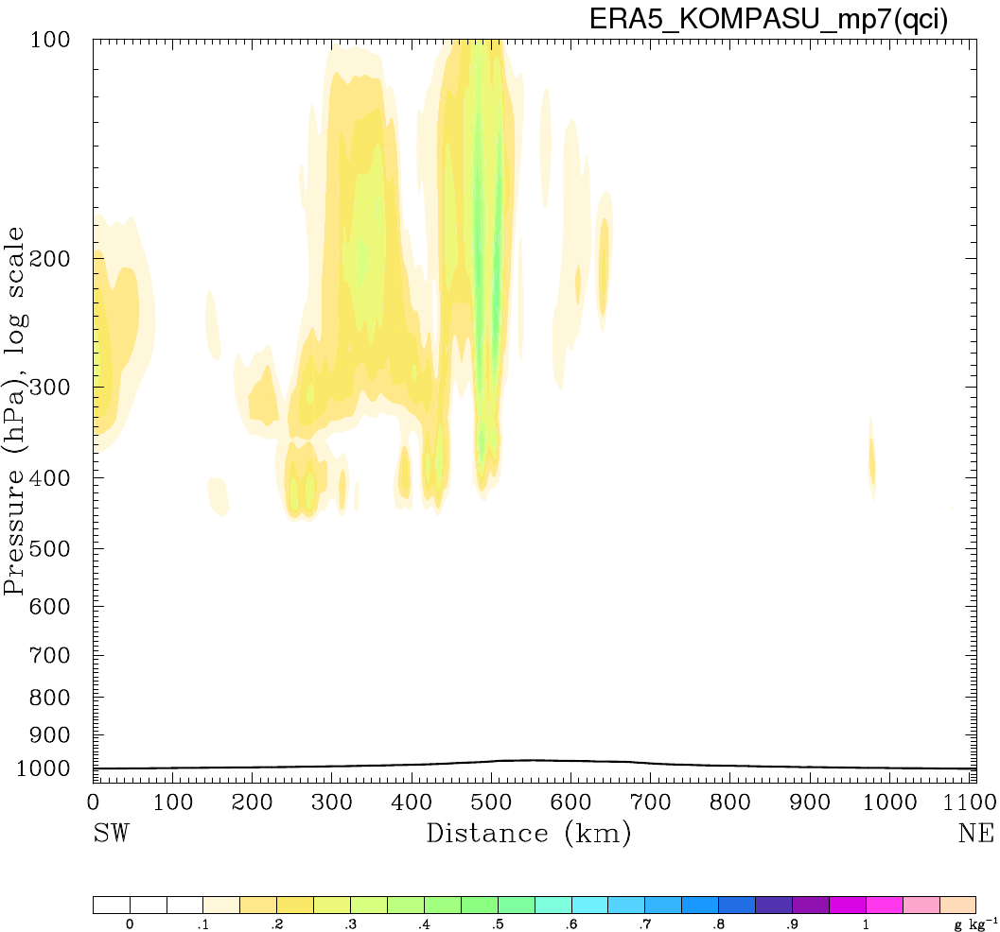 ERA5_KOMPASU_mp7(qci)
100
200
300
400
500
600
700
800
900
1000
Pressure (hPa), log scale
0 100 200 300 400 500 600 700 800 900 1000 1100
SW Distance (km) NE
0 .1 .2 .3 .4 .5 .6 .7 .8 .9 1 g kg⁻¹